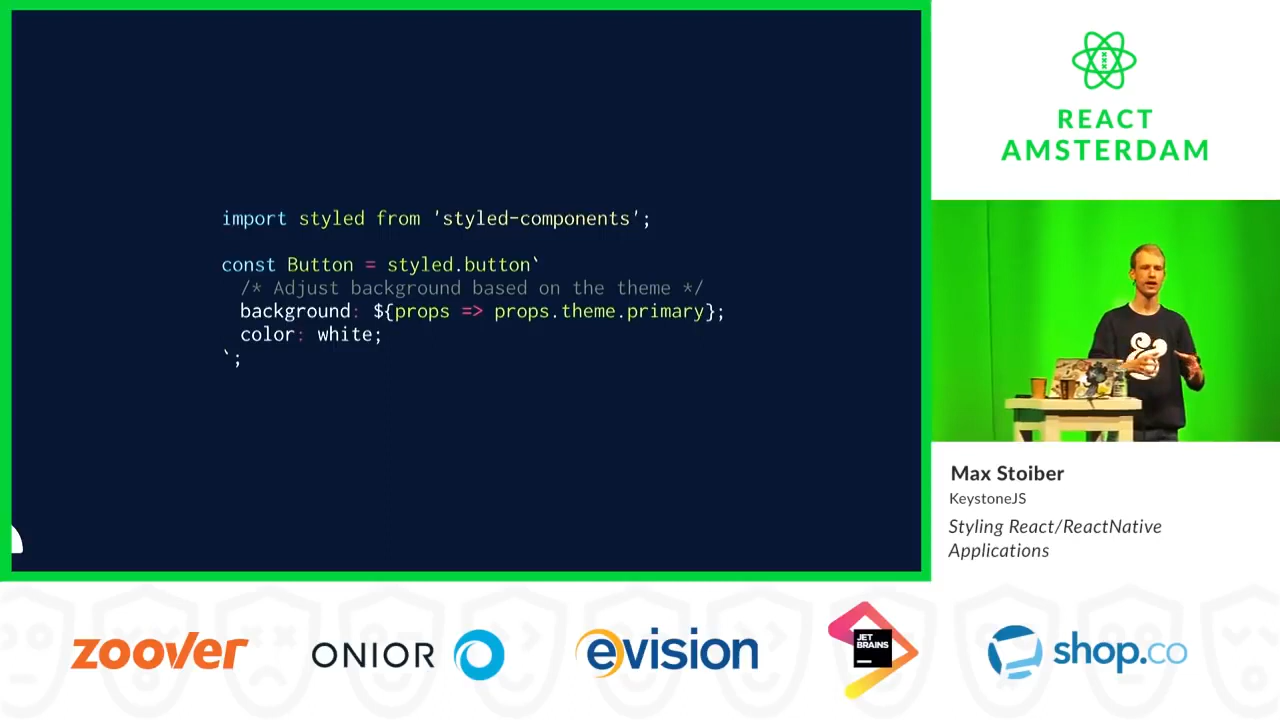 import styled from 'styled-components';
const Button = styled.button`
/* Adjust background based on the theme */
background: ${props => props.theme.primary};
color: white;
`;
REACT
AMSTERDAM
&
Max Stoiber
KeystoneJS
Styling React/ReactNative
Applications
zoover
ONIOR
evision
JET
BRAINS
shop.co